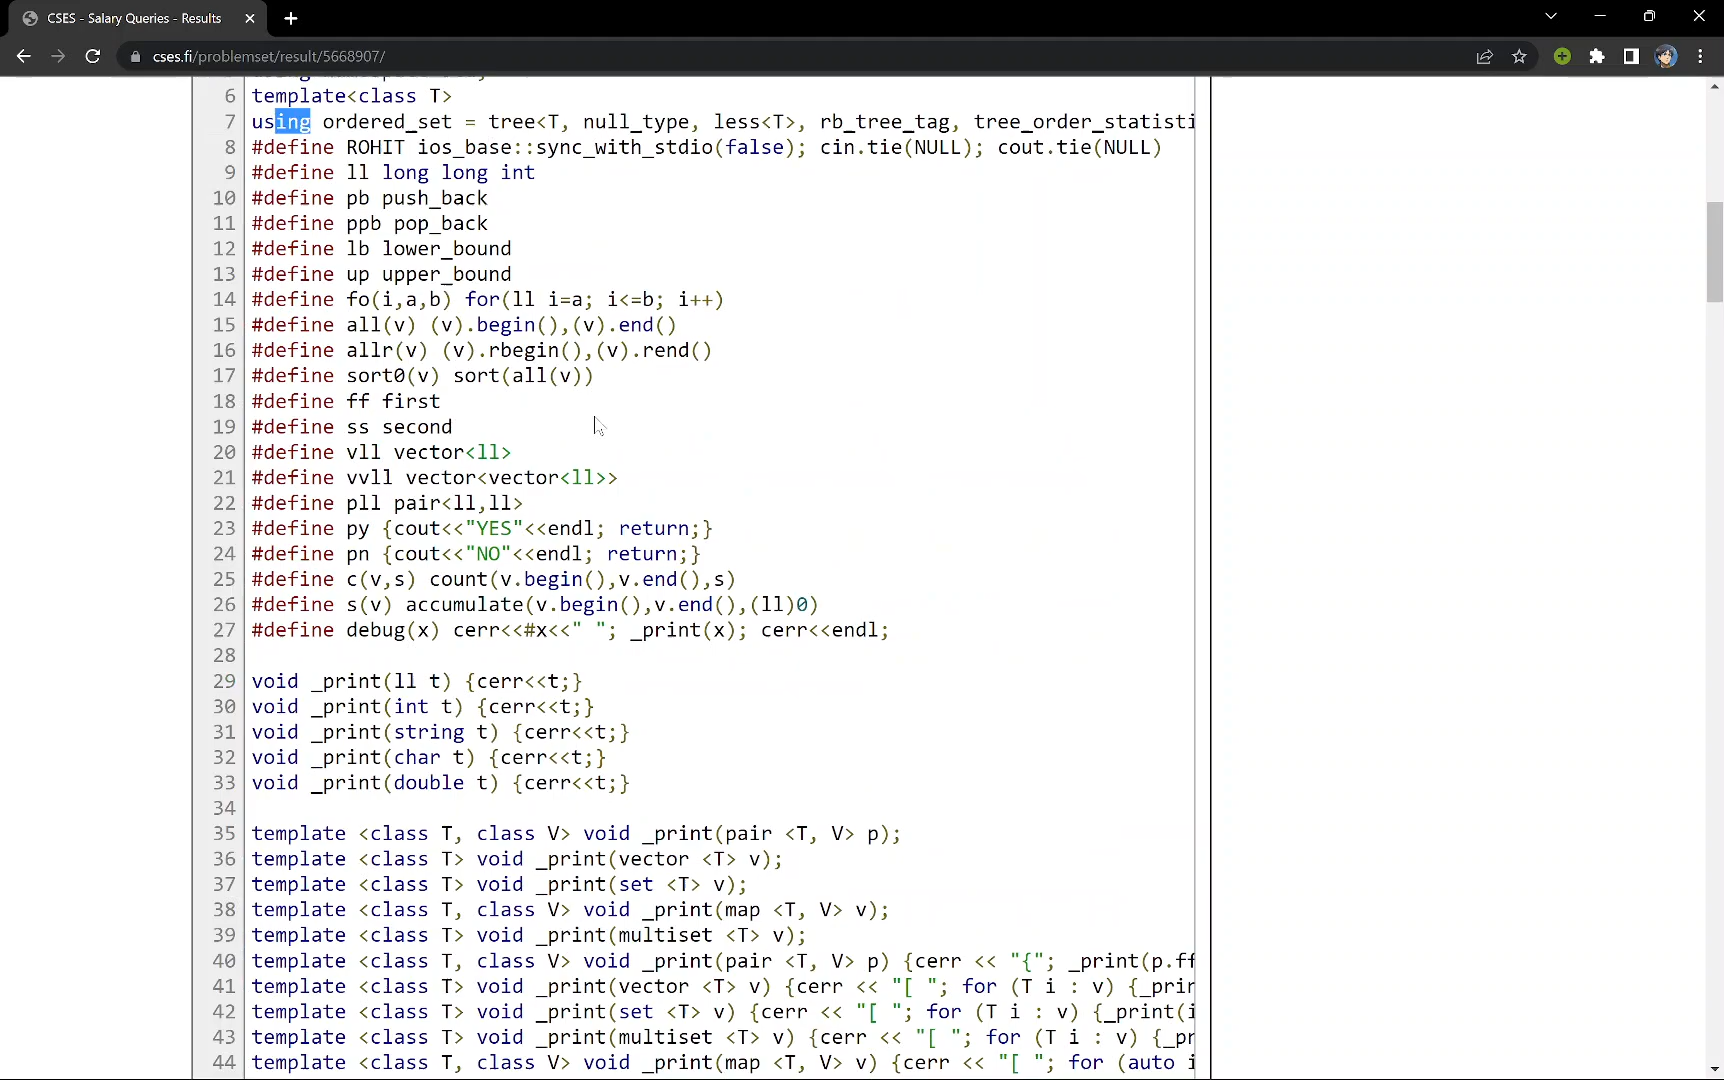 CSES - Salary Queries - Results
cses.fi/problemset/result/5668907/
6 template<class T>
7 using ordered_set = tree<T, null_type, less<T>, rb_tree_tag, tree_order_statisti
8 #define ROHIT ios_base::sync_with_stdio(false); cin.tie(NULL); cout.tie(NULL)
9 #define ll long long int
10 #define pb push_back
11 #define ppb pop_back
12 #define lb lower_bound
13 #define up upper_bound
14 #define fo(i,a,b) for(ll i=a; i<=b; i++)
15 #define all(v) (v).begin(),(v).end()
16 #define allr(v) (v).rbegin(),(v).rend()
17 #define sort0(v) sort(all(v))
18 #define ff first
19 #define ss second
20 #define vll vector<ll>
21 #define vvll vector<vector<ll>>
22 #define pll pair<ll,ll>
23 #define py {cout<<"YES"<<endl; return;}
24 #define pn {cout<<"NO"<<endl; return;}
25 #define c(v,s) count(v.begin(),v.end(),s)
26 #define s(v) accumulate(v.begin(),v.end(),(ll)0)
27 #define debug(x) cerr<<#x<<" "; _print(x); cerr<<endl;
28
29 void _print(ll t) {cerr<<t;}
30 void _print(int t) {cerr<<t;}
31 void _print(string t) {cerr<<t;}
32 void _print(char t) {cerr<<t;}
33 void _print(double t) {cerr<<t;}
34
35 template <class T, class V> void _print(pair <T, V> p);
36 template <class T> void _print(vector <T> v);
37 template <class T> void _print(set <T> v);
38 template <class T, class V> void _print(map <T, V> v);
39 template <class T> void _print(multiset <T> v);
40 template <class T, class V> void _print(pair <T, V> p) {cerr << "{"; _print(p.ff
41 template <class T> void _print(vector <T> v) {cerr << "[ "; for (T i : v) {_prin
42 template <class T> void _print(set <T> v) {cerr << "[ "; for (T i : v) {_print(i
43 template <class T> void _print(multiset <T> v) {cerr << "[ "; for (T i : v) {_pr
44 template <class T, class V> void _print(map <T, V> v) {cerr << "[ "; for (auto i